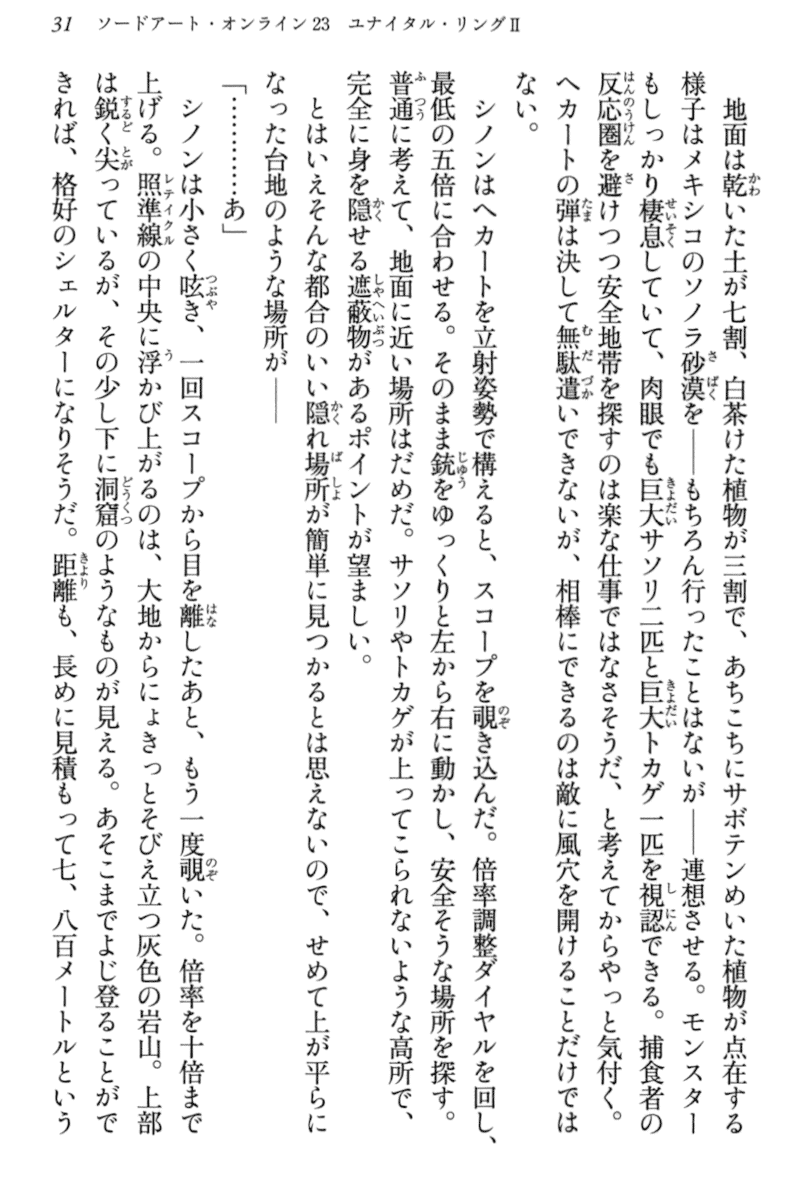 31　ソードアート・オンライン23　ユナイタル・リングⅡ
　地面は乾いた土が七割、白茶けた植物が三割で、あちこちにサボテンめいた植物が点在する
様子はメキシコのソノラ砂漠を――もちろん行ったことはないが――連想させる。モンスター
もしっかり棲息していて、肉眼でも巨大サソリ二匹と巨大トカゲ一匹を視認できる。捕食者の
反応圏を避けつつ安全地帯を探すのは楽な仕事ではなさそうだ、と考えてからやっと気付く。
ヘカートの弾は決して無駄遣いできないが、相棒にできるのは敵に風穴を開けることだけでは
ない。
　シノンはヘカートを立射姿勢で構えると、スコープを覗き込んだ。倍率調整ダイヤルを回し、
最低の五倍に合わせる。そのまま銃をゆっくりと左から右に動かし、安全そうな場所を探す。
普通に考えて、地面に近い場所はだめだ。サソリやトカゲが上ってこられないような高所で、
完全に身を隠せる遮蔽物があるポイントが望ましい。
　とはいえそんな都合のいい隠れ場所が簡単に見つかるとは思えないので、せめて上が平らに
なった台地のような場所が――
「…………あ」
　シノンは小さく呟き、一回スコープから目を離したあと、もう一度覗いた。倍率を十倍まで
上げる。照準線の中央に浮かび上がるのは、大地からにょきっとそびえ立つ灰色の岩山。上部
は鋭く尖っているが、その少し下に洞窟のようなものが見える。あそこまでよじ登ることがで
きれば、格好のシェルターになりそうだ。距離も、長めに見積もって七、八百メートルという